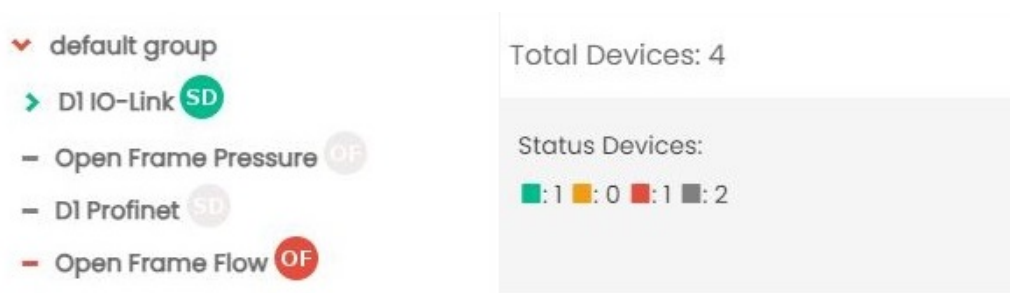 default group
D1 IO-Link SD
Open Frame Pressure OF
D1 Profinet SD
Open Frame Flow OF
Total Devices: 4
Status Devices:
: 1 : 0 : 1 : 2